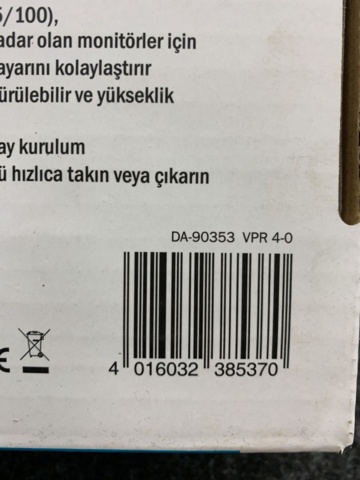 5/100),
adar olan monitörler için
ayarını kolaylaştırır
ürülebilir ve yükseklik
ay kurulum
ü hızlıca takın veya çıkarın
DA-90353 VPR 4-0
4 016032 385370